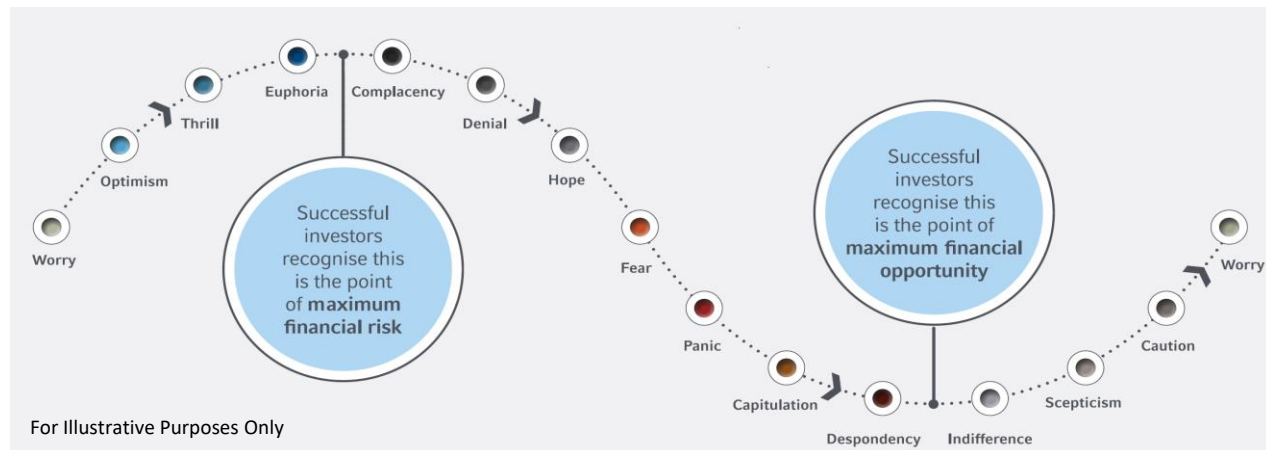 Worry
Optimism
Thrill
Euphoria
Complacency
Denial
Hope
Fear
Panic
Capitulation
Despondency
Indifference
Scepticism
Caution
Worry
Successful
investors
recognise this
is the point
of maximum
financial risk
Successful
investors
recognise this
is the point of
maximum financial
opportunity
For Illustrative Purposes Only